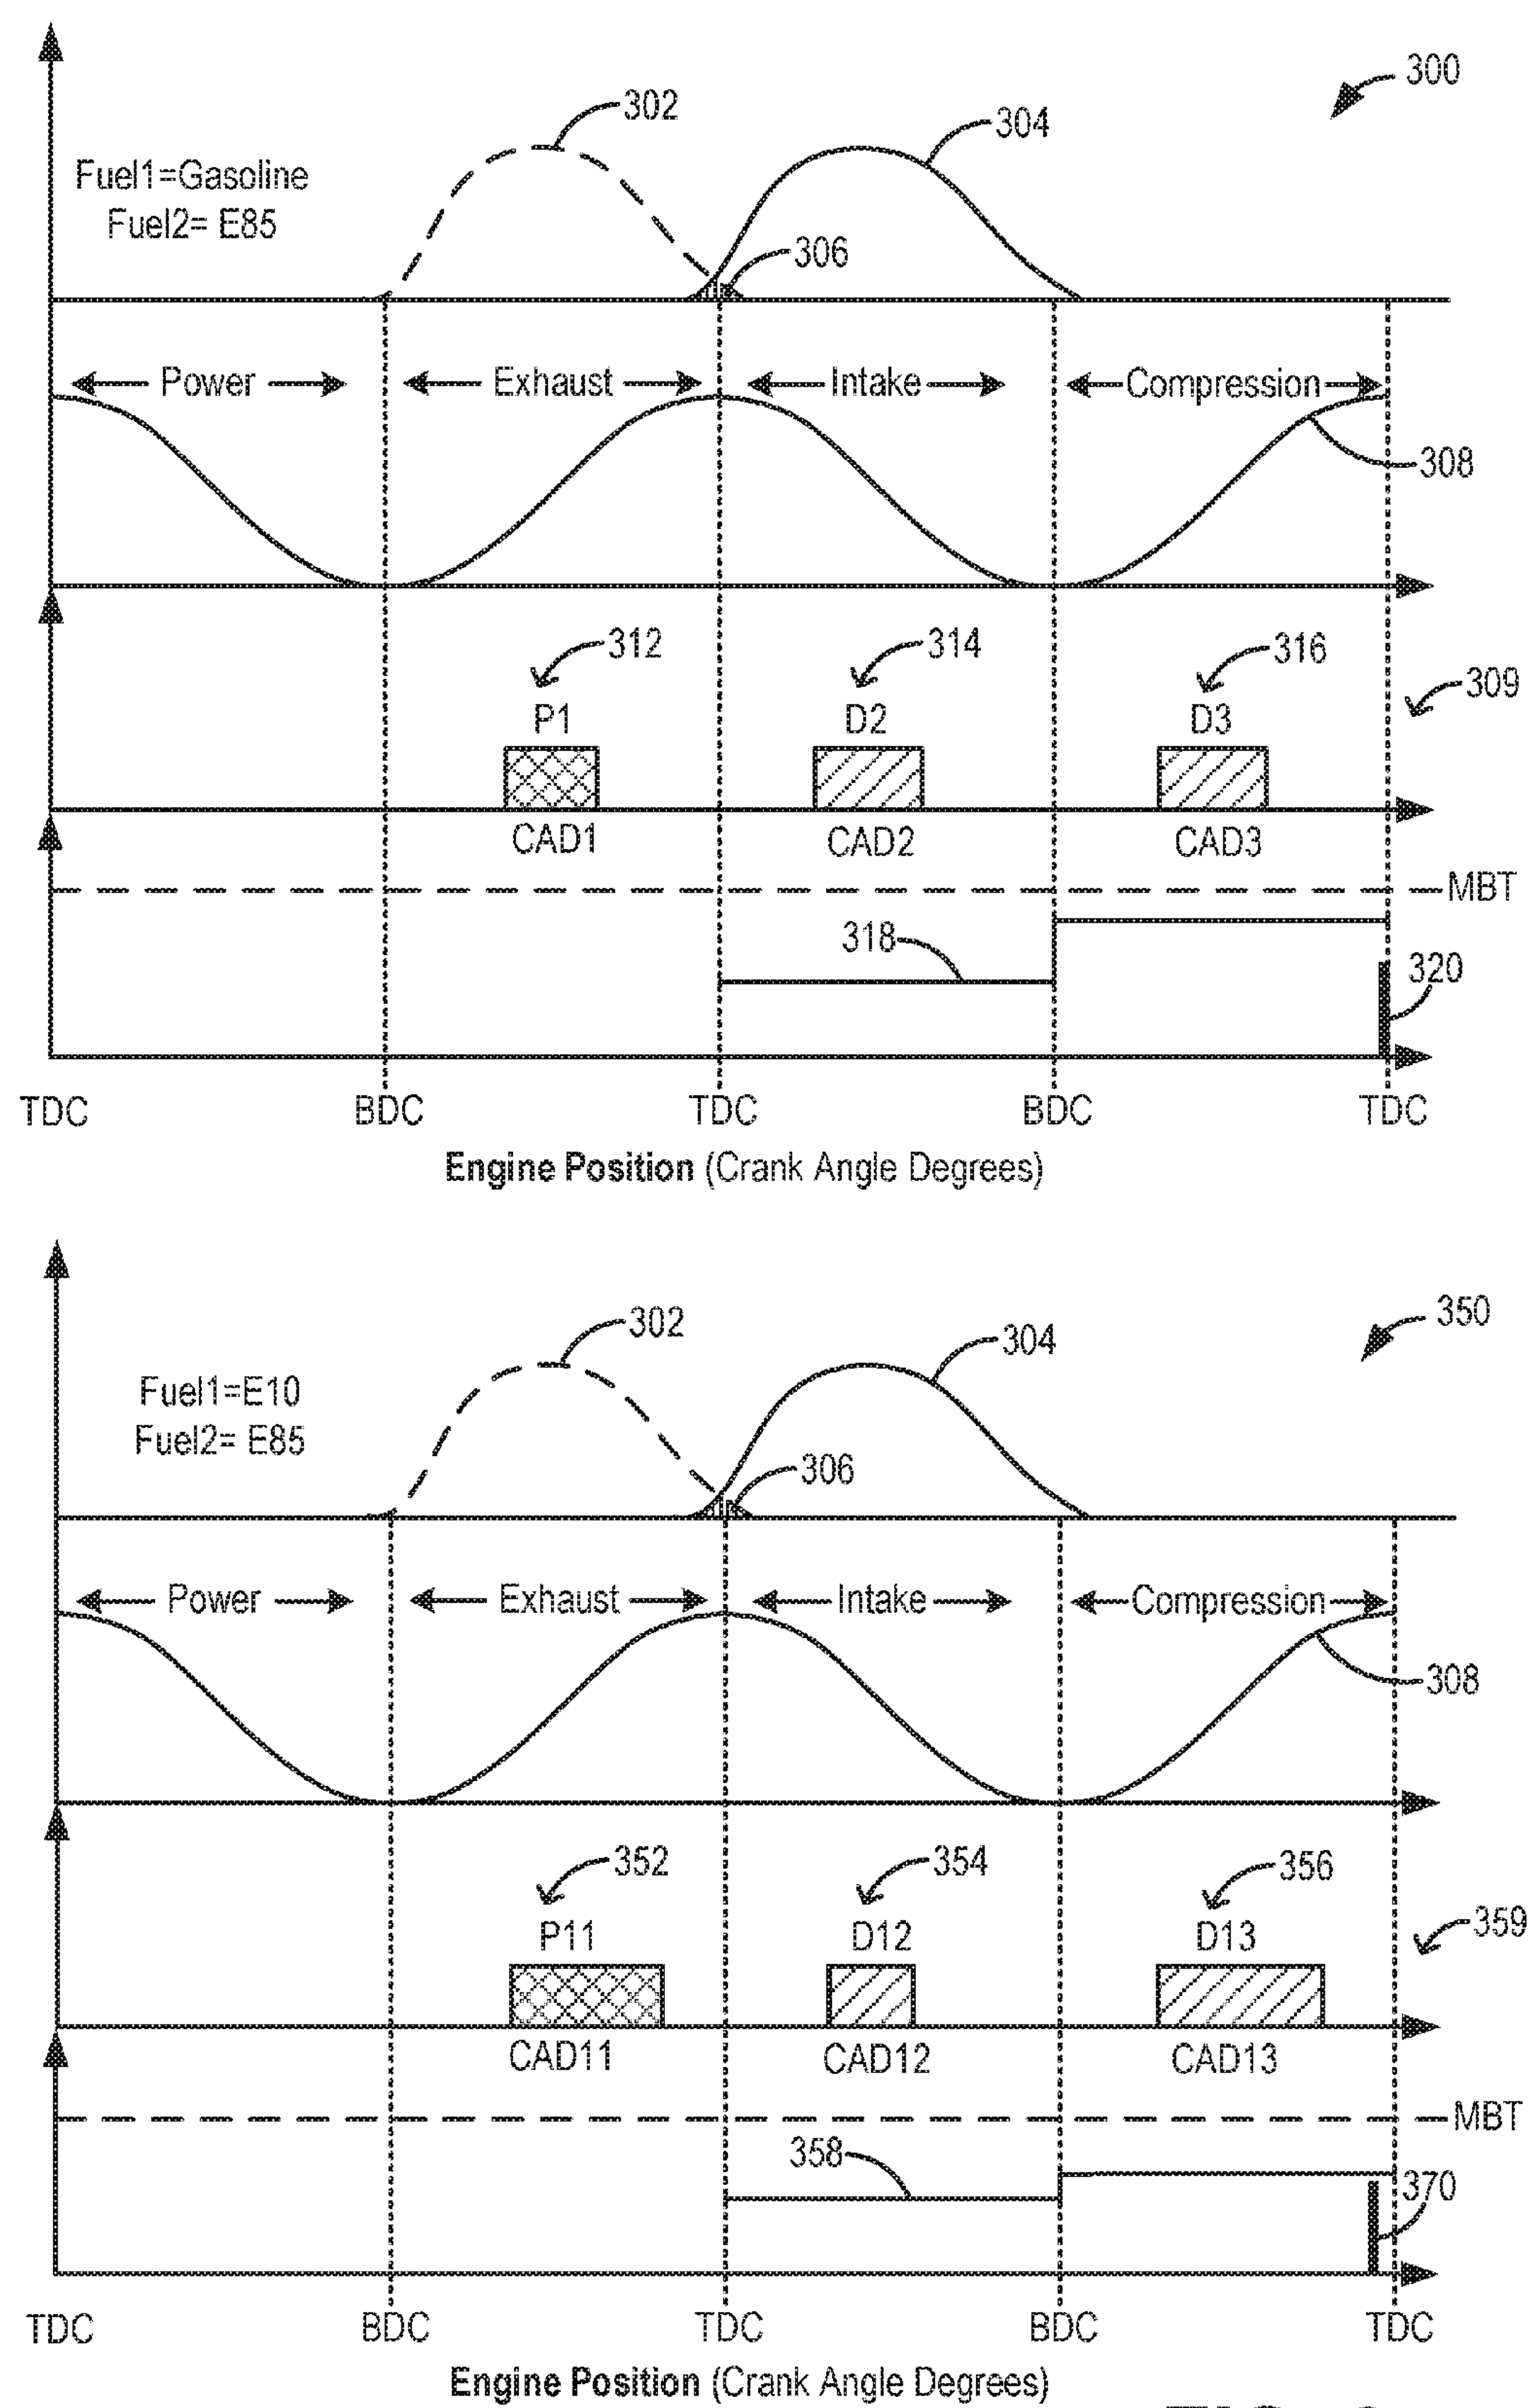 300
302
304
Fuel1=Gasoline
Fuel2= E85
306
Power
Exhaust
Intake
Compression
308
312
314
316
309
P1
D2
D3
CAD1
CAD2
CAD3
MBT
318
320
TDC
BDC
TDC
BDC
TDC
Engine Position (Crank Angle Degrees)
350
302
304
Fuel1=E10
Fuel2= E85
306
Power
Exhaust
Intake
Compression
308
352
354
356
359
P11
D12
D13
CAD11
CAD12
CAD13
MBT
358
370
TDC
BDC
TDC
BDC
TDC
Engine Position (Crank Angle Degrees)